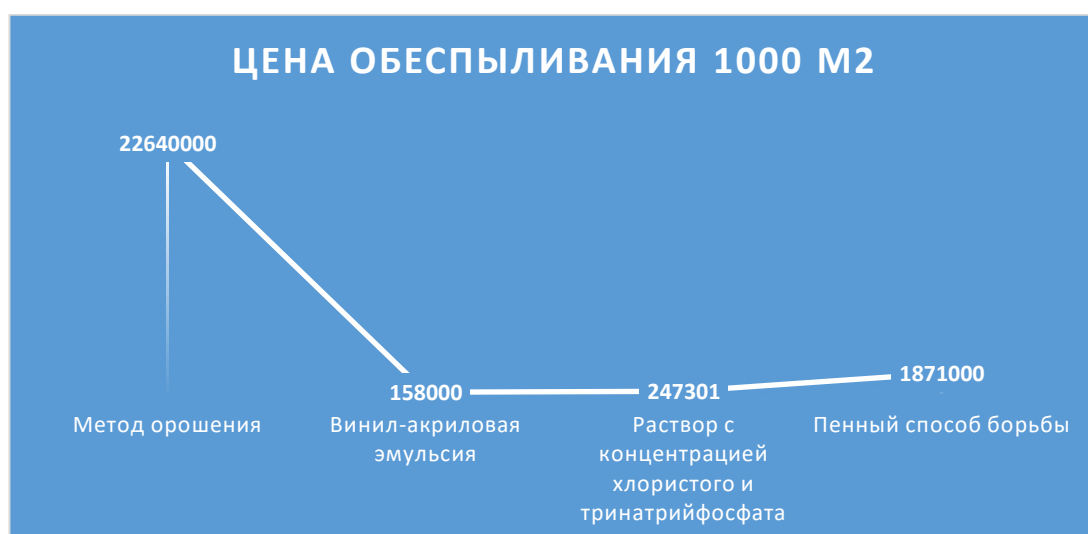 ЦЕНА ОБЕСПЫЛИВАНИЯ 1000 М2
22640000
158000
247301
1871000
Метод орошения
Винил-акриловая
эмульсия
Раствор с
концентрацией
хлористого и
тринатрийфосфата
Пенный способ борьбы